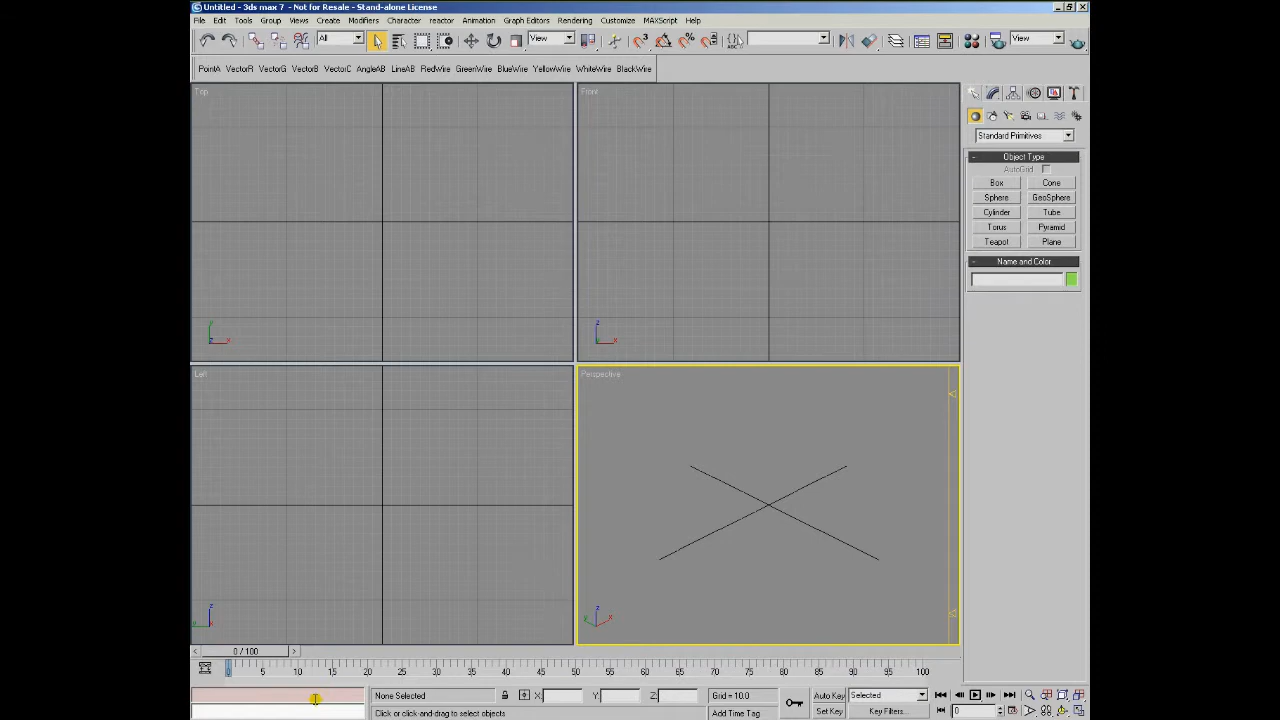 Untitled - 3ds max 7 - Not for Resale - Stand-alone License
File Edit Tools Group Views Create Modifiers Character reactor Animation Graph Editors Rendering Customize MAXScript Help
All View View
PointA VectorR VectorG VectorB VectorC AngleAB LineAB RedWire GreenWire BlueWire YellowWire WhiteWire BlackWire
Top Front
Standard Primitives
- Object Type
AutoGrid
Box Cone
Sphere GeoSphere
Cylinder Tube
Torus Pyramid
Teapot Plane
- Name and Color
y z
z x y x
Left Perspective
z z
y x y x
< 0 / 100 >
0 5 10 15 20 25 30 35 40 45 50 55 60 65 70 75 80 85 90 95 100
None Selected X: Y: Z: Grid = 10.0 Auto Key Selected
Click or click-and-drag to select objects Add Time Tag Set Key Key Filters... 0